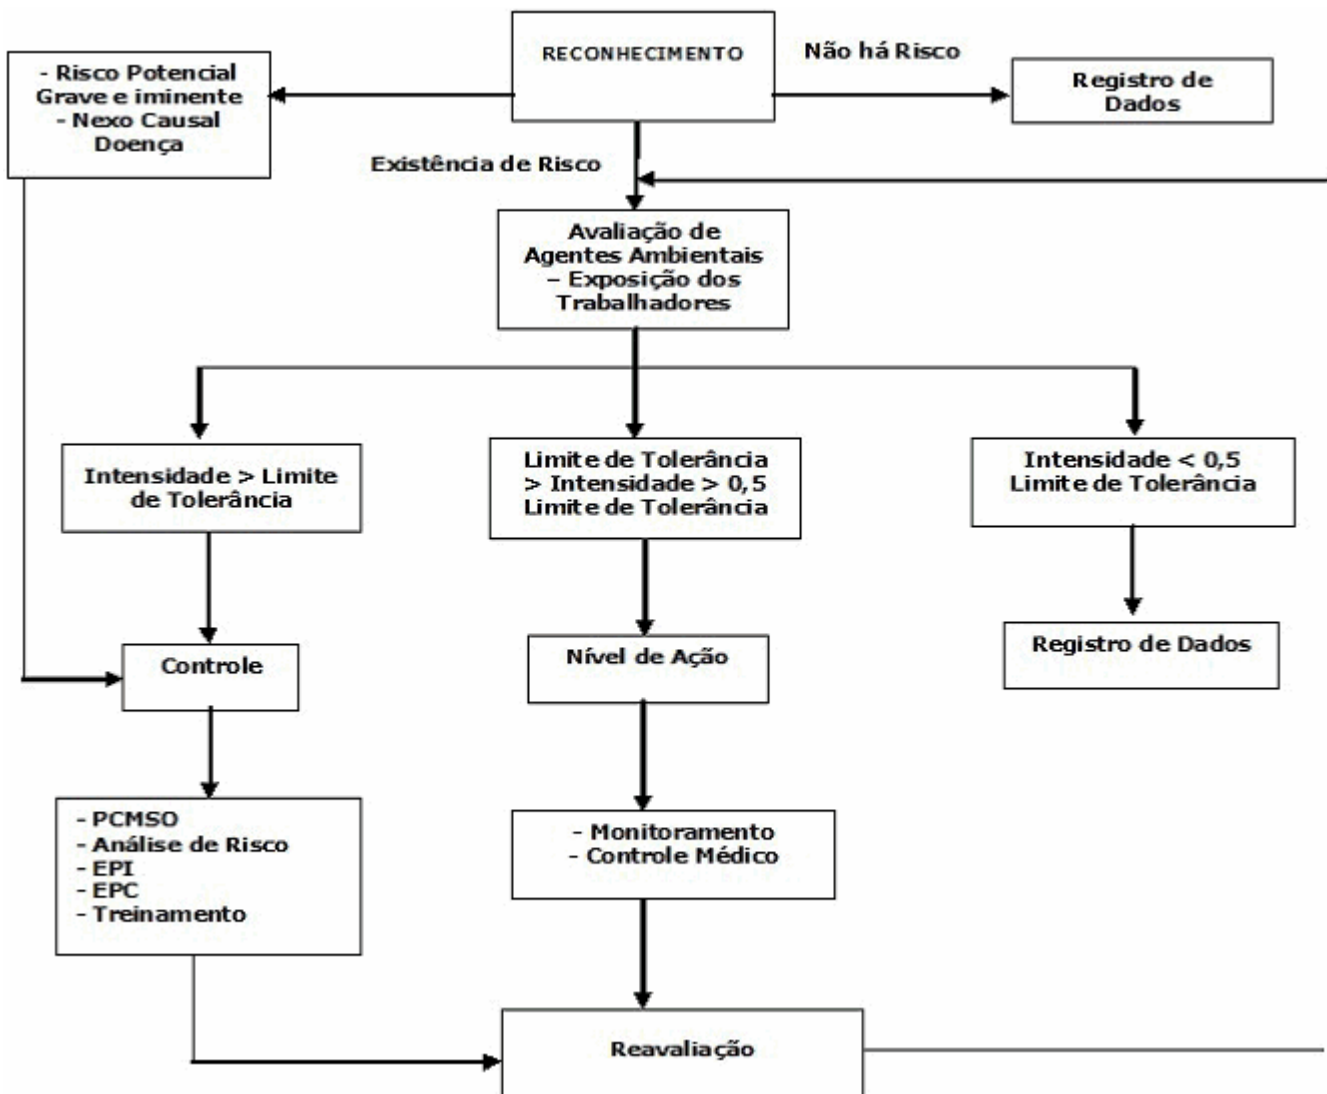 RECONHECIMENTO
Não há Risco
- Risco Potencial
Grave e iminente
- Nexo Causal
Doença
Registro de
Dados
Existência de Risco
Avaliação de
Agentes Ambientais
– Exposição dos
Trabalhadores
Intensidade > Limite
de Tolerância
Limite de Tolerância
> Intensidade > 0,5
Limite de Tolerância
Intensidade < 0,5
Limite de Tolerância
Controle
Nível de Ação
Registro de Dados
- PCMSO
- Análise de Risco
- EPI
- EPC
- Treinamento
- Monitoramento
- Controle Médico
Reavaliação